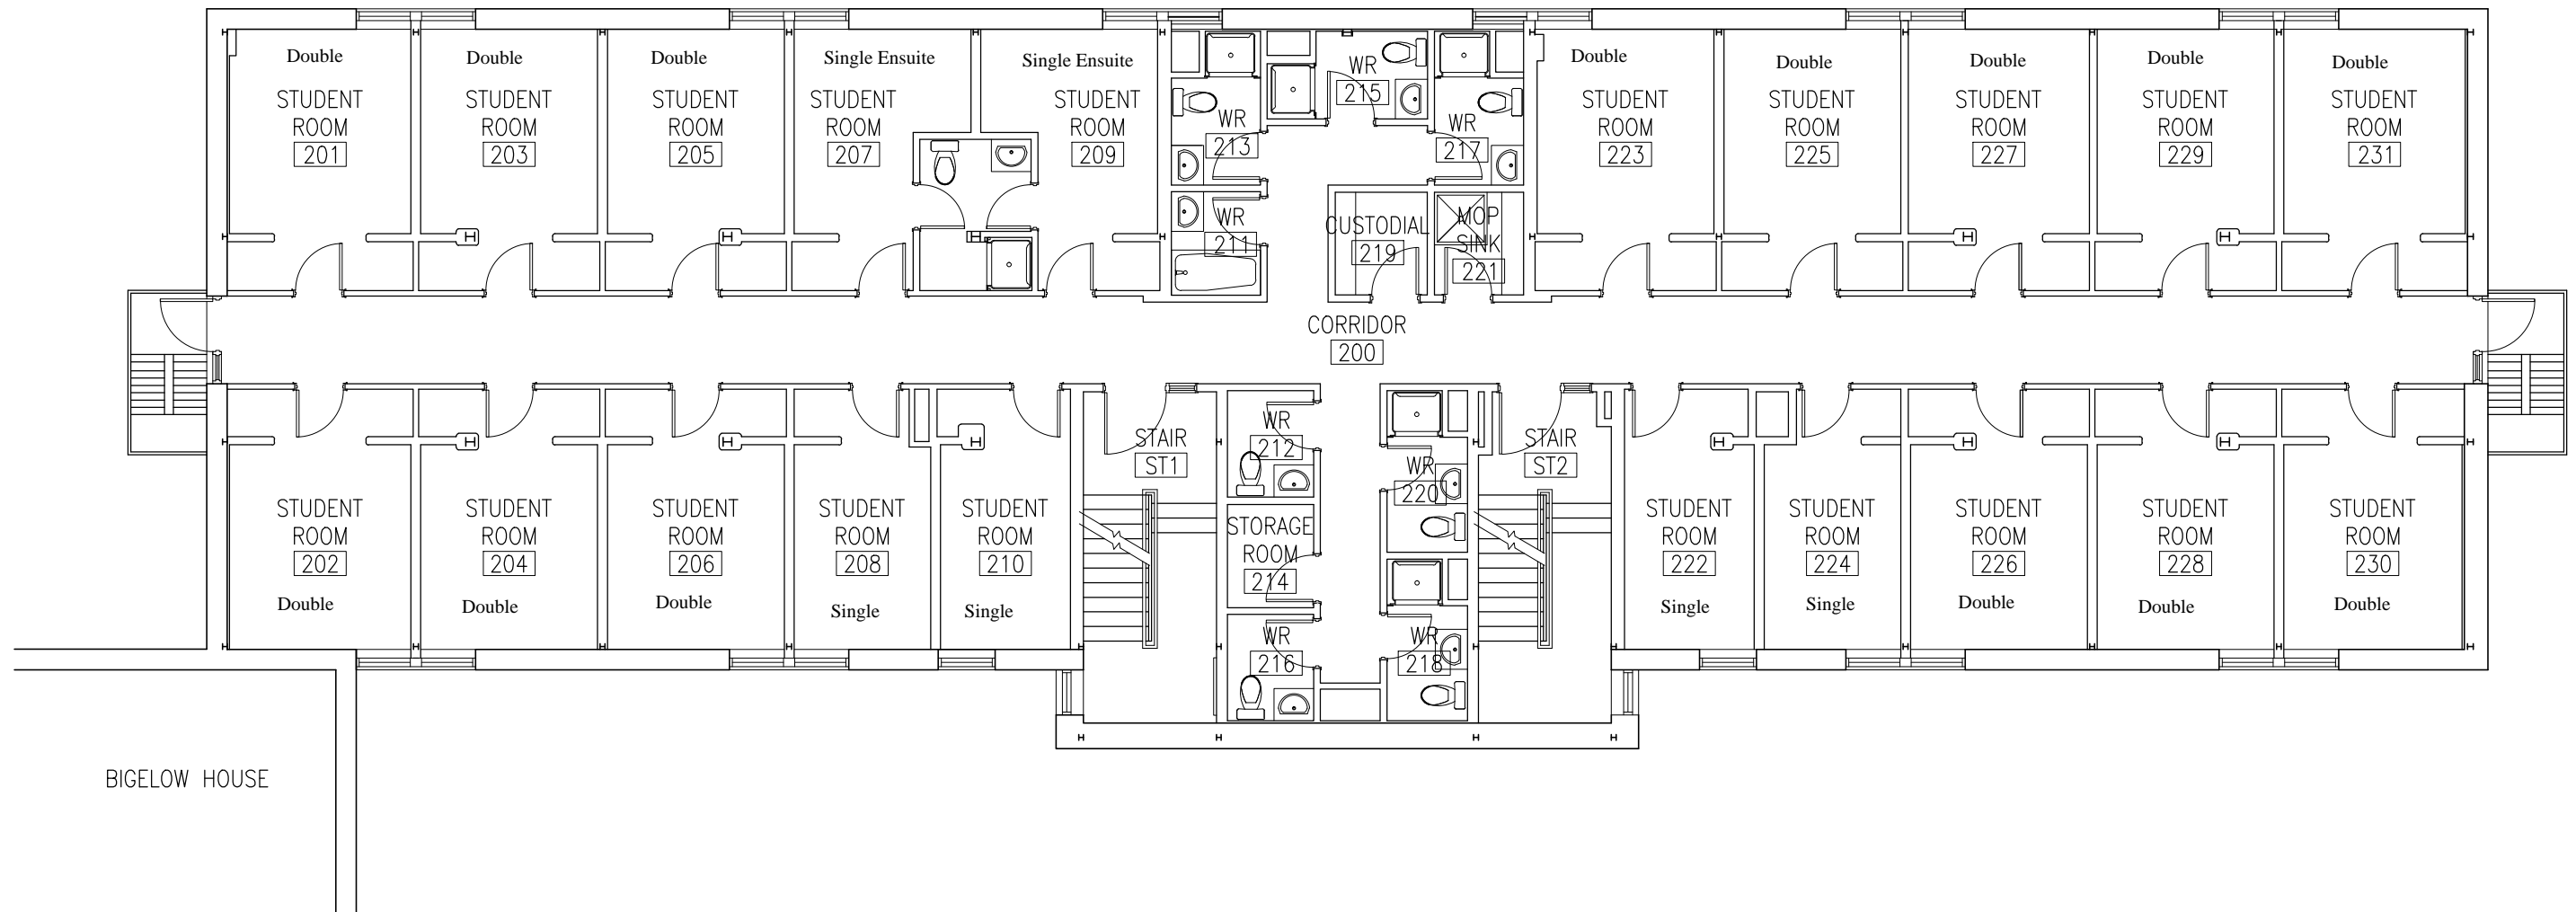 Double
STUDENT
ROOM
201
Double
STUDENT
ROOM
203
Double
STUDENT
ROOM
205
Single Ensuite
STUDENT
ROOM
207
Single Ensuite
STUDENT
ROOM
209
WR
213
WR
211
WR
215
WR
217
CUSTODIAL
219
MOP
SINK
221
Double
STUDENT
ROOM
223
Double
STUDENT
ROOM
225
Double
STUDENT
ROOM
227
Double
STUDENT
ROOM
229
Double
STUDENT
ROOM
231
CORRIDOR
200
STUDENT
ROOM
202
Double
STUDENT
ROOM
204
Double
STUDENT
ROOM
206
Double
STUDENT
ROOM
208
Single
STUDENT
ROOM
210
Single
STAIR
ST1
WR
212
STORAGE
ROOM
214
WR
216
WR
220
WR
218
STAIR
ST2
STUDENT
ROOM
222
Single
STUDENT
ROOM
224
Single
STUDENT
ROOM
226
Double
STUDENT
ROOM
228
Double
STUDENT
ROOM
230
Double
BIGELOW HOUSE